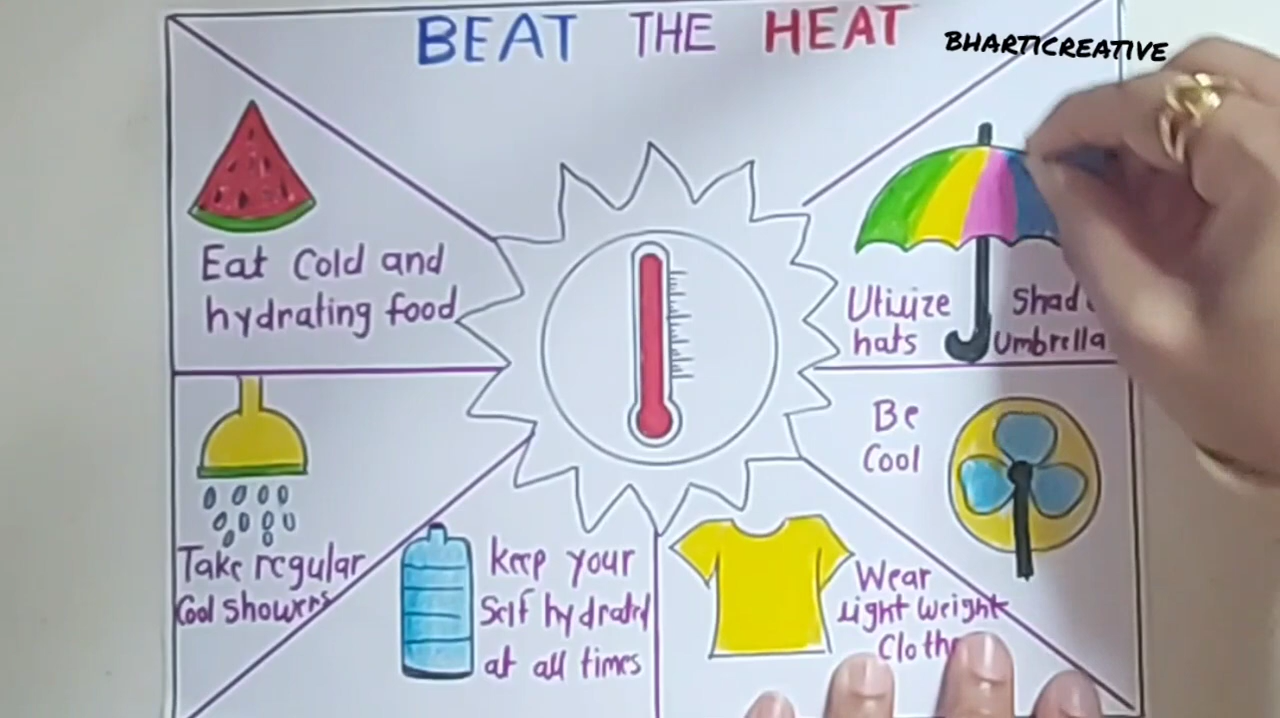 BEAT THE HEAT
BHARTICREATIVE
Eat Cold and
hydrating food
Utilize
hats
Umbrella
Be
Cool
Take regular
Cool Showers
Keep your
Self hydrated
at all times
Wear
Light Weight